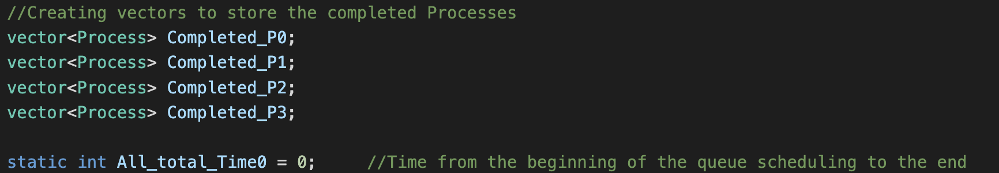 //Creating vectors to store the completed Processes
vector<Process> Completed_P0;
vector<Process> Completed_P1;
vector<Process> Completed_P2;
vector<Process> Completed_P3;
static int All_total_Time0 = 0;     //Time from the beginning of the queue scheduling to the end